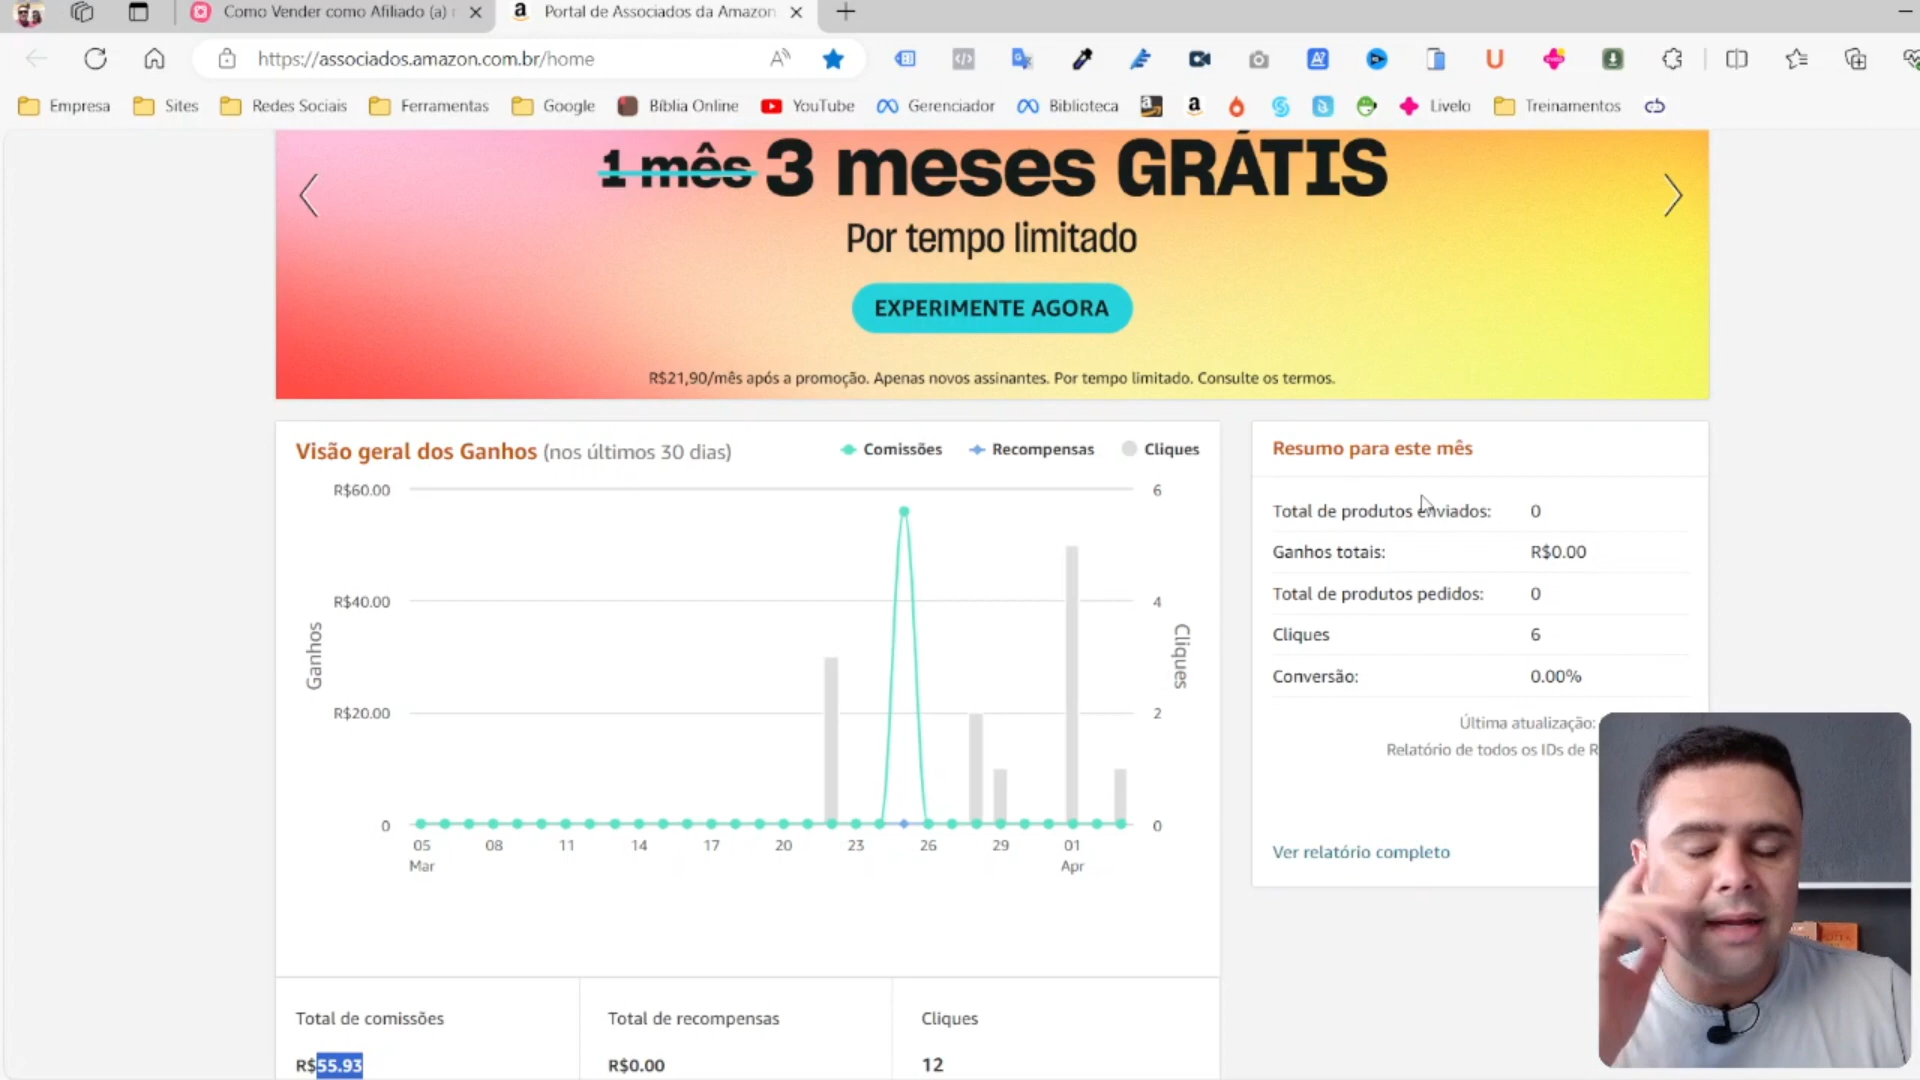 Como Vender como Afiliado (a)
Portal de Associados da Amazon
https://associados.amazon.com.br/home
Empresa
Sites
Redes Sociais
Ferramentas
Google
Bíblia Online
YouTube
Gerenciador
Biblioteca
Livelo
Treinamentos
1 mês 3 meses GRÁTIS
Por tempo limitado
EXPERIMENTE AGORA
R$21,90/mês após a promoção. Apenas novos assinantes. Por tempo limitado. Consulte os termos.
Visão geral dos Ganhos (nos últimos 30 dias)
Comissões
Recompensas
Cliques
R$60.00
R$40.00
R$20.00
0
Ganhos
6
4
2
0
Cliques
05 08 11 14 17 20 23 26 29 01
Mar Apr
Total de comissões
R$55.93
Total de recompensas
R$0.00
Cliques
12
Resumo para este mês
Total de produtos enviados: 0
Ganhos totais: R$0.00
Total de produtos pedidos: 0
Cliques 6
Conversão: 0.00%
Última atualização:
Relatório de todos os IDs de R
Ver relatório completo